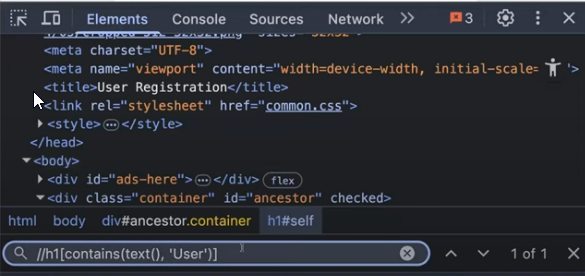 Elements Console Sources Network 3
<meta charset="UTF-8">
<meta name="viewport" content="width=device-width, initial-scale= '>
<title>User Registration</title>
<link rel="stylesheet" href="common.css">
<style></style>
</head>
<body>
<div id="ads-here"></div> flex
<div class="container" id="ancestor" checked>
html body div#ancestor.container h1#self
//h1[contains(text(), 'User')] 1 of 1